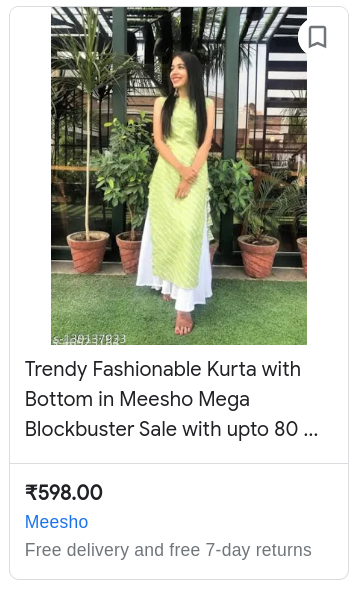 Trendy Fashionable Kurta with
Bottom in Meesho Mega
Blockbuster Sale with upto 80 ...
₹598.00
Meesho
Free delivery and free 7-day returns